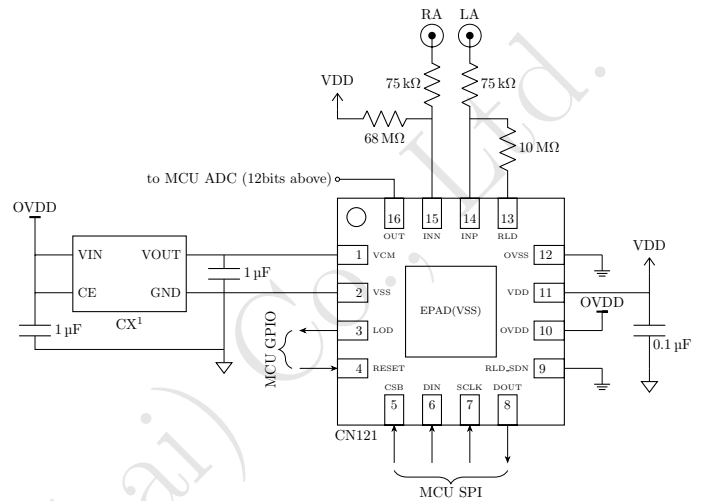 RA LA
75 kΩ 75 kΩ
VDD
68 MΩ
10 MΩ
to MCU ADC (12bits above)
16 15 14 13
OUT INN INP RLD
OVDD
VIN VOUT
CE GND
CX1
1 µF
1 µF
1 VCM
2 VSS
3 LOD
4 RESET
EPAD(VSS)
OVSS 12
VDD 11
OVDD 10
RLD_SDN 9
VDD
OVDD
0.1 µF
MCU GPIO
CSB DIN SCLK DOUT
5 6 7 8
CN121
MCU SPI
ai) Co., Ltd.